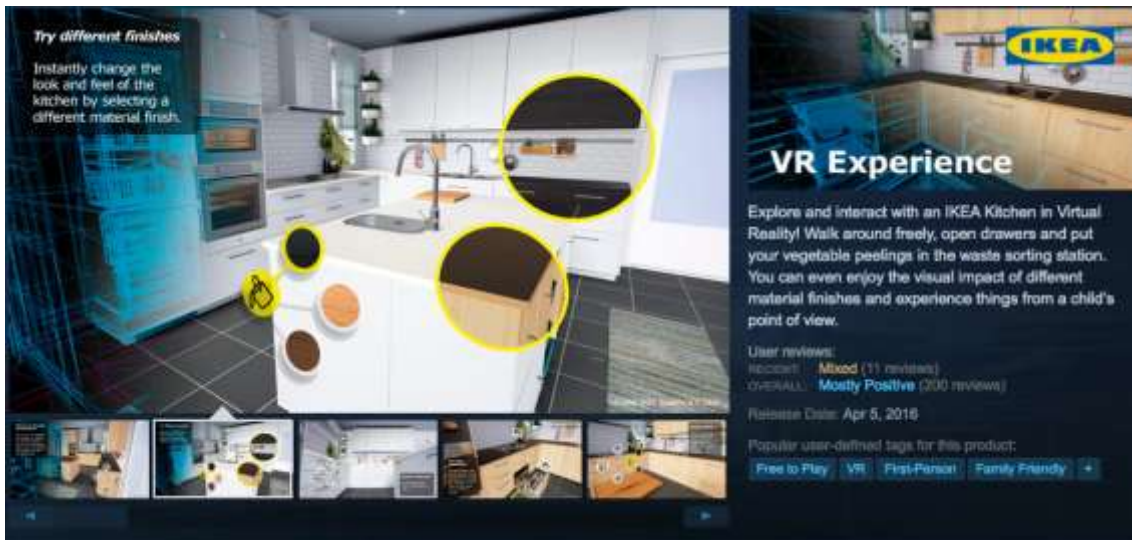 Try different finishes
Instantly change the
look and feel of the
kitchen by selecting a
different material finish.
IKEA
VR Experience
Explore and interact with an IKEA Kitchen in Virtual
Reality! Walk around freely, open drawers and put
your vegetable peelings in the waste sorting station.
You can even enjoy the visual impact of different
material finishes and experience things from a child's
point of view.
User reviews:
RECENT: Mixed (11 reviews)
OVERALL: Mostly Positive (200 reviews)
Release Date: Apr 5, 2016
Popular user-defined tags for this product:
Free to Play VR First-Person Family Friendly +